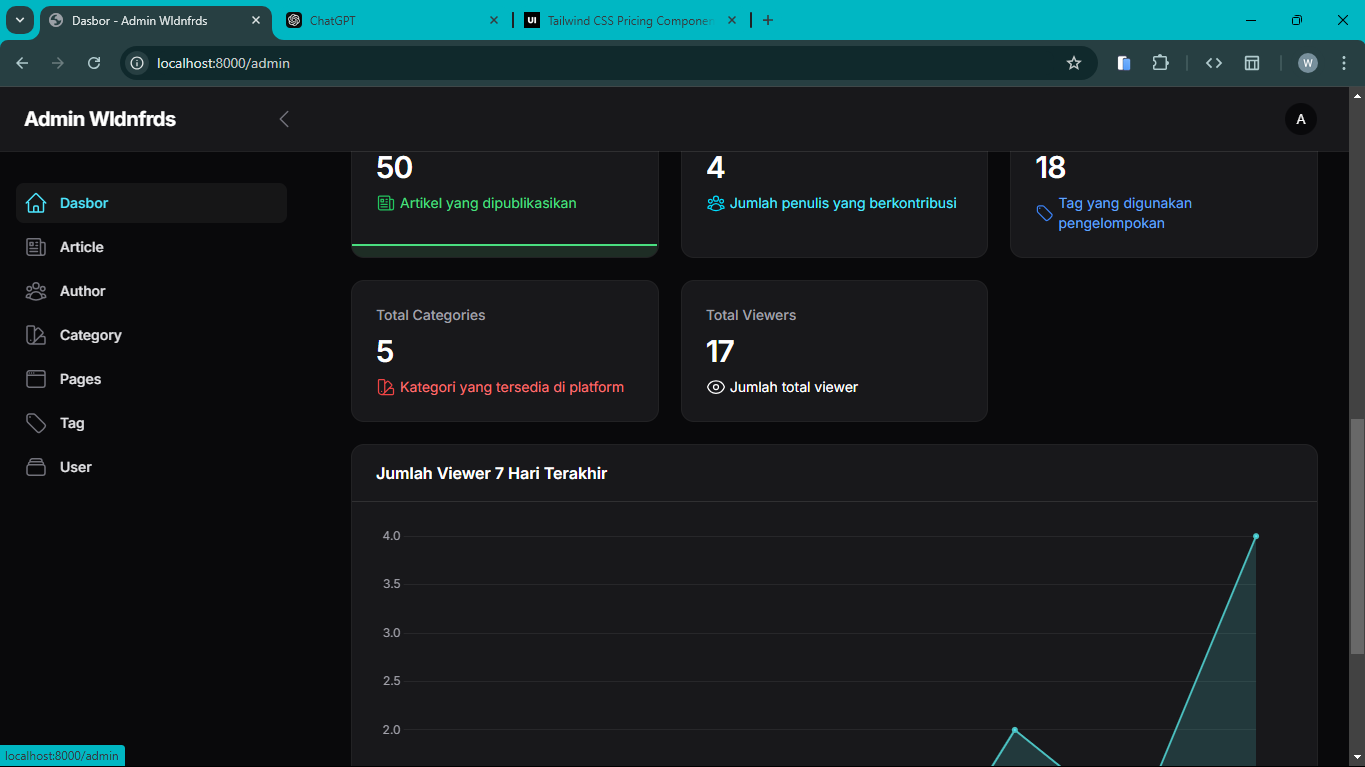 Dasbor - Admin Wldnfrds
ChatGPT
UI Tailwind CSS Pricing Componen
localhost:8000/admin
W
Admin Wldnfrds
A
Dasbor
Article
Author
Category
Pages
Tag
User
50
Artikel yang dipublikasikan
4
Jumlah penulis yang berkontribusi
18
Tag yang digunakan
pengelompokan
Total Categories
5
Kategori yang tersedia di platform
Total Viewers
17
Jumlah total viewer
Jumlah Viewer 7 Hari Terakhir
4.0
3.5
3.0
2.5
2.0
localhost:8000/admin